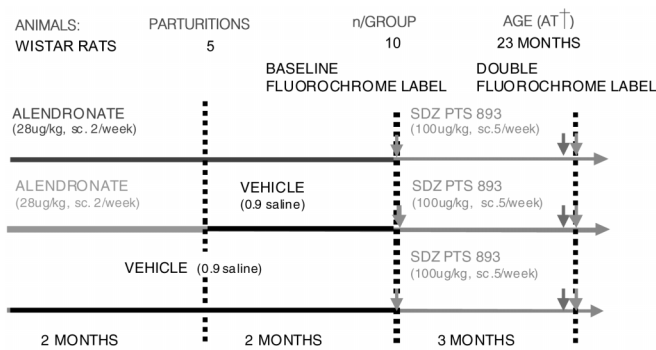 ANIMALS: PARTURITIONS n/GROUP AGE (AT†)
WISTAR RATS 5 10 23 MONTHS
BASELINE DOUBLE
FLUOROCHROME LABEL FLUOROCHROME LABEL
ALENDRONATE SDZ PTS 893
(28ug/kg, sc. 2/week) (100ug/kg, sc.5/week)
ALENDRONATE VEHICLE SDZ PTS 893
(28ug/kg, sc. 2/week) (0.9 saline) (100ug/kg, sc.5/week)
VEHICLE (0.9 saline) SDZ PTS 893
(100ug/kg, sc.5/week)
2 MONTHS 2 MONTHS 3 MONTHS